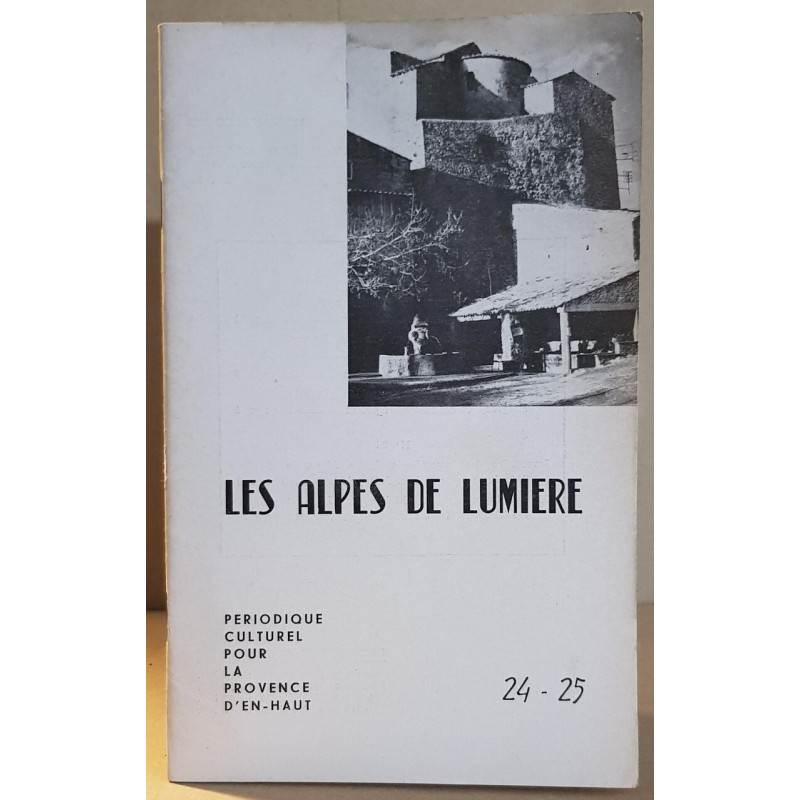 LES ALPES DE LUMIERE
PERIODIQUE
CULTUREL
POUR
LA
PROVENCE
D'EN-HAUT
24 - 25